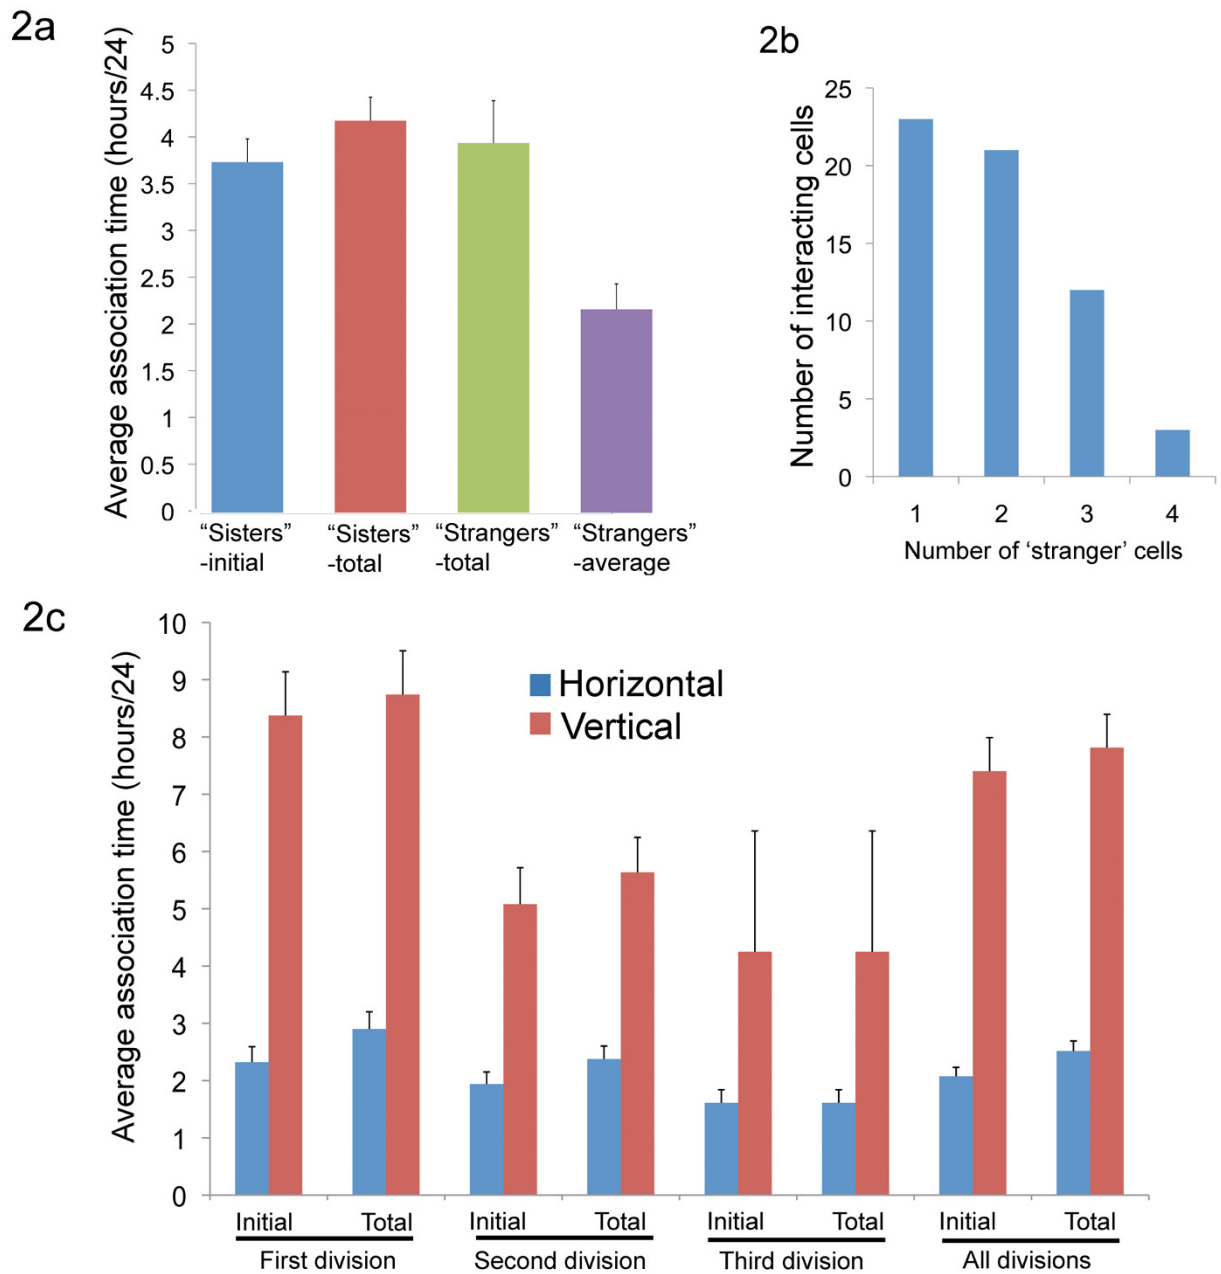 2a
Average association time (hours/24)
5
4.5
4
3.5
3
2.5
2
1.5
1
0.5
0
“Sisters”
-initial
“Sisters”
-total
“Strangers”
-total
“Strangers”
-average
2b
Number of interacting cells
25
20
15
10
5
0
1 2 3 4
Number of ‘stranger’ cells
2c
Average association time (hours/24)
10
9
8
7
6
5
4
3
2
1
0
Horizontal
Vertical
Initial Total Initial Total Initial Total Initial Total
First division Second division Third division All divisions